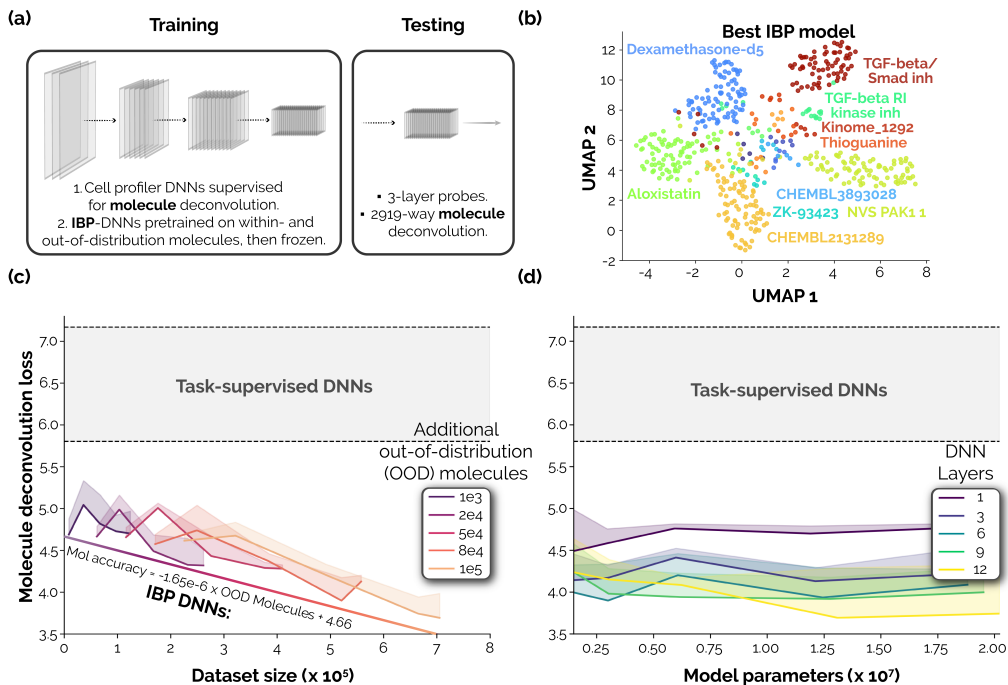 (a)
Training
Testing
1. Cell profiler DNNs supervised
for molecule deconvolution.
2. IBP-DNNs pretrained on within- and
out-of-distribution molecules, then frozen.
▪ 3-layer probes.
▪ 2919-way molecule
deconvolution.
(b)
Best IBP model
Dexamethasone-d5
TGF-beta/
Smad inh
TGF-beta RI
kinase inh
Kinome_1292
Thioguanine
Aloxistatin
CHEMBL3893028
ZK-93423
NVS PAK1 1
CHEMBL2131289
UMAP 2
12
10
8
6
4
2
0
-2
-4
-2
0
2
4
6
8
UMAP 1
(c)
Molecule deconvolution loss
7.0
6.5
6.0
5.5
5.0
4.5
4.0
3.5
Task-supervised DNNs
Additional
out-of-distribution
(OOD) molecules
1e3
2e4
5e4
8e4
1e5
Mol accuracy = -1.65e-6 x OOD Molecules + 4.66
IBP DNNs:
0
1
2
3
4
5
6
7
8
Dataset size (x 10⁵)
(d)
7.0
6.5
6.0
5.5
5.0
4.5
4.0
3.5
Task-supervised DNNs
DNN
Layers
1
3
6
9
12
0.25
0.50
0.75
1.00
1.25
1.50
1.75
2.00
Model parameters (x 10⁷)